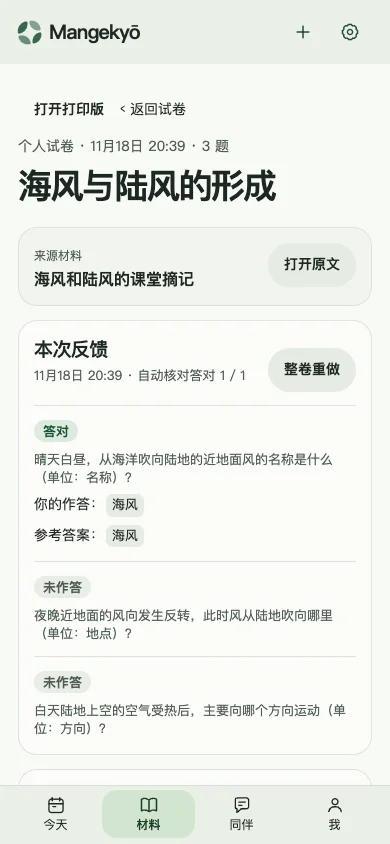 Mangekyō
打开打印版
返回试卷
个人试卷 · 11月18日 20:39 · 3 题
海风与陆风的形成
来源材料
海风和陆风的课堂摘记
打开原文
本次反馈
11月18日 20:39 · 自动核对答对 1 / 1
整卷重做
答对
晴天白昼，从海洋吹向陆地的近地面风的名称是什么
（单位：名称）？
你的作答： 海风
参考答案： 海风
未作答
夜晚近地面的风向发生反转，此时风从陆地吹向哪里
（单位：地点）？
未作答
白天陆地上空的空气受热后，主要向哪个方向运动（单
位：方向）？
今天
材料
同伴
我